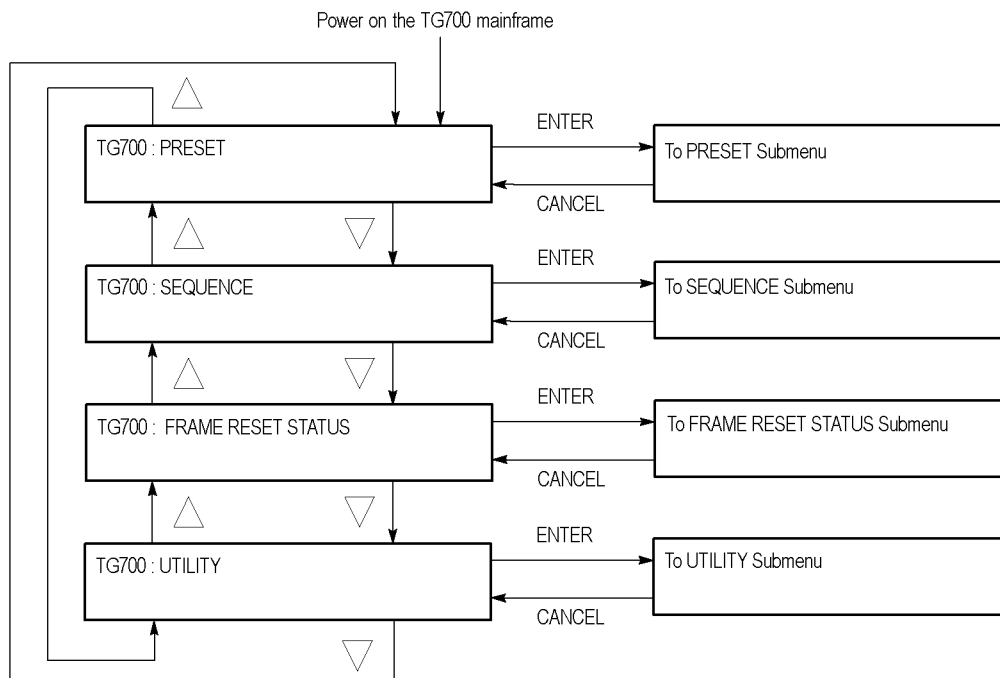 Power on the TG700 mainframe
ENTER
TG700 : PRESET
To PRESET Submenu
CANCEL
ENTER
TG700 : SEQUENCE
To SEQUENCE Submenu
CANCEL
ENTER
TG700 : FRAME RESET STATUS
To FRAME RESET STATUS Submenu
CANCEL
ENTER
TG700 : UTILITY
To UTILITY Submenu
CANCEL